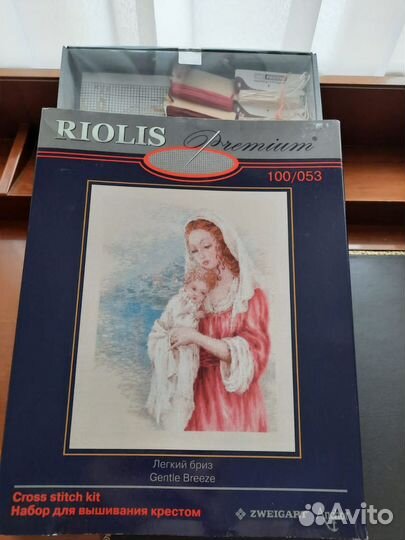 RIOLIS Premium®
100/053
Легкий бриз
Gentle Breeze
Cross stitch kit
Набор для вышивания крестом
ZWEIGART
Avito